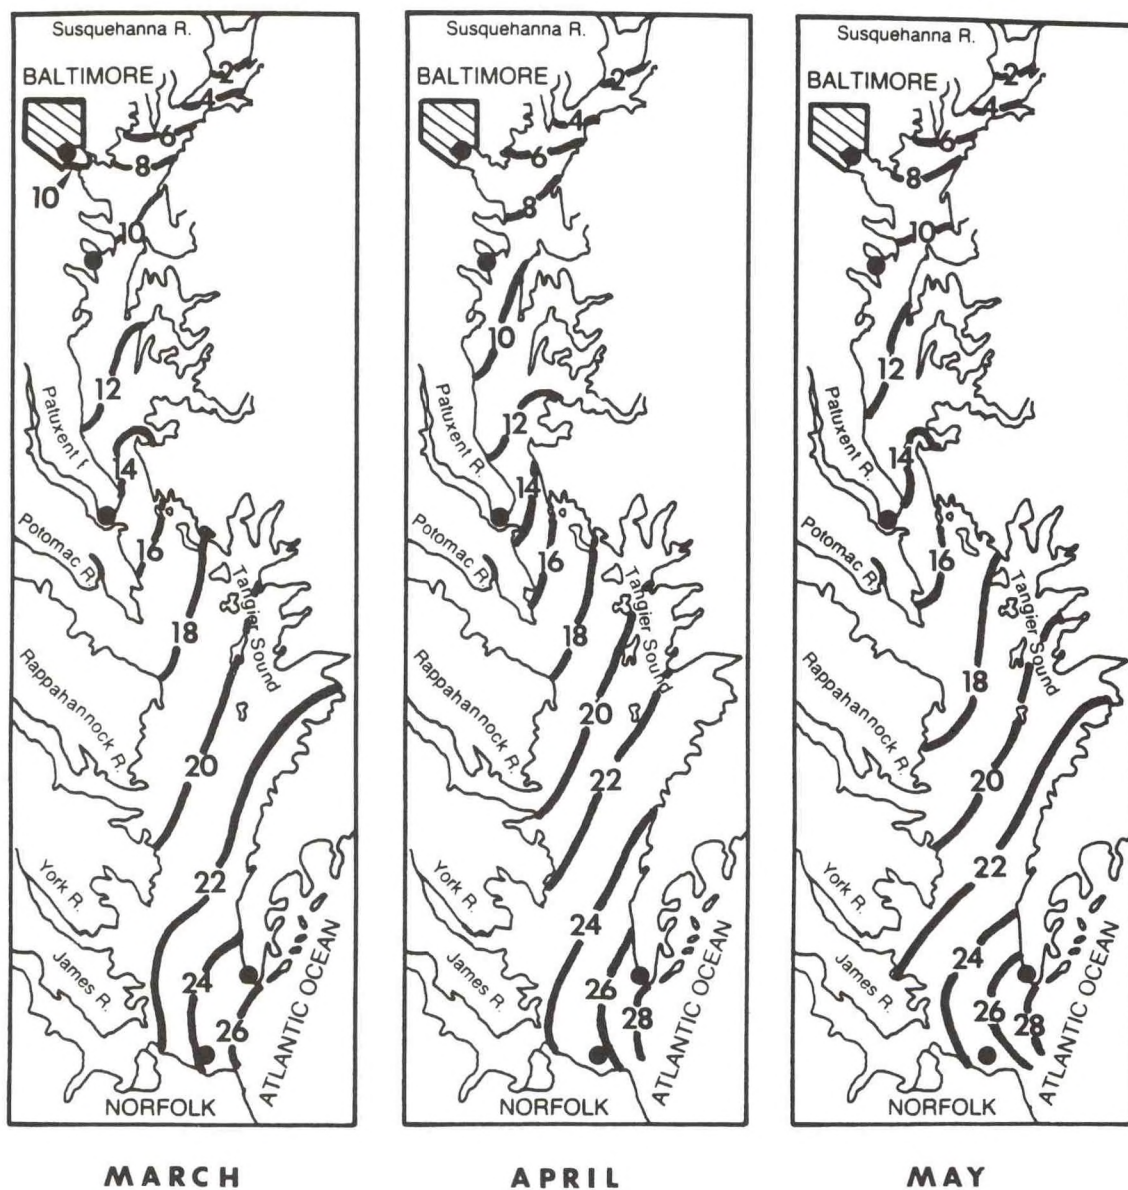 Susquehanna R.
BALTIMORE
2
4
6
8
10
10
12
Patuxent
14
Potomac R.
16
Tangier Sound
18
Rappahannock R.
20
22
York R.
24
James R.
26
ATLANTIC OCEAN
NORFOLK
MARCH
Susquehanna R.
BALTIMORE
2
4
6
8
10
12
Patuxent R.
14
Potomac R.
16
Tangier Sound
18
Rappahannock R.
20
22
York R.
24
James R.
26
28
ATLANTIC OCEAN
NORFOLK
APRIL
Susquehanna R.
BALTIMORE
2
4
6
8
10
12
Patuxent R.
14
Potomac R.
16
Tangier Sound
18
Rappahannock R.
20
22
York R.
24
James R.
26
28
ATLANTIC OCEAN
NORFOLK
MAY